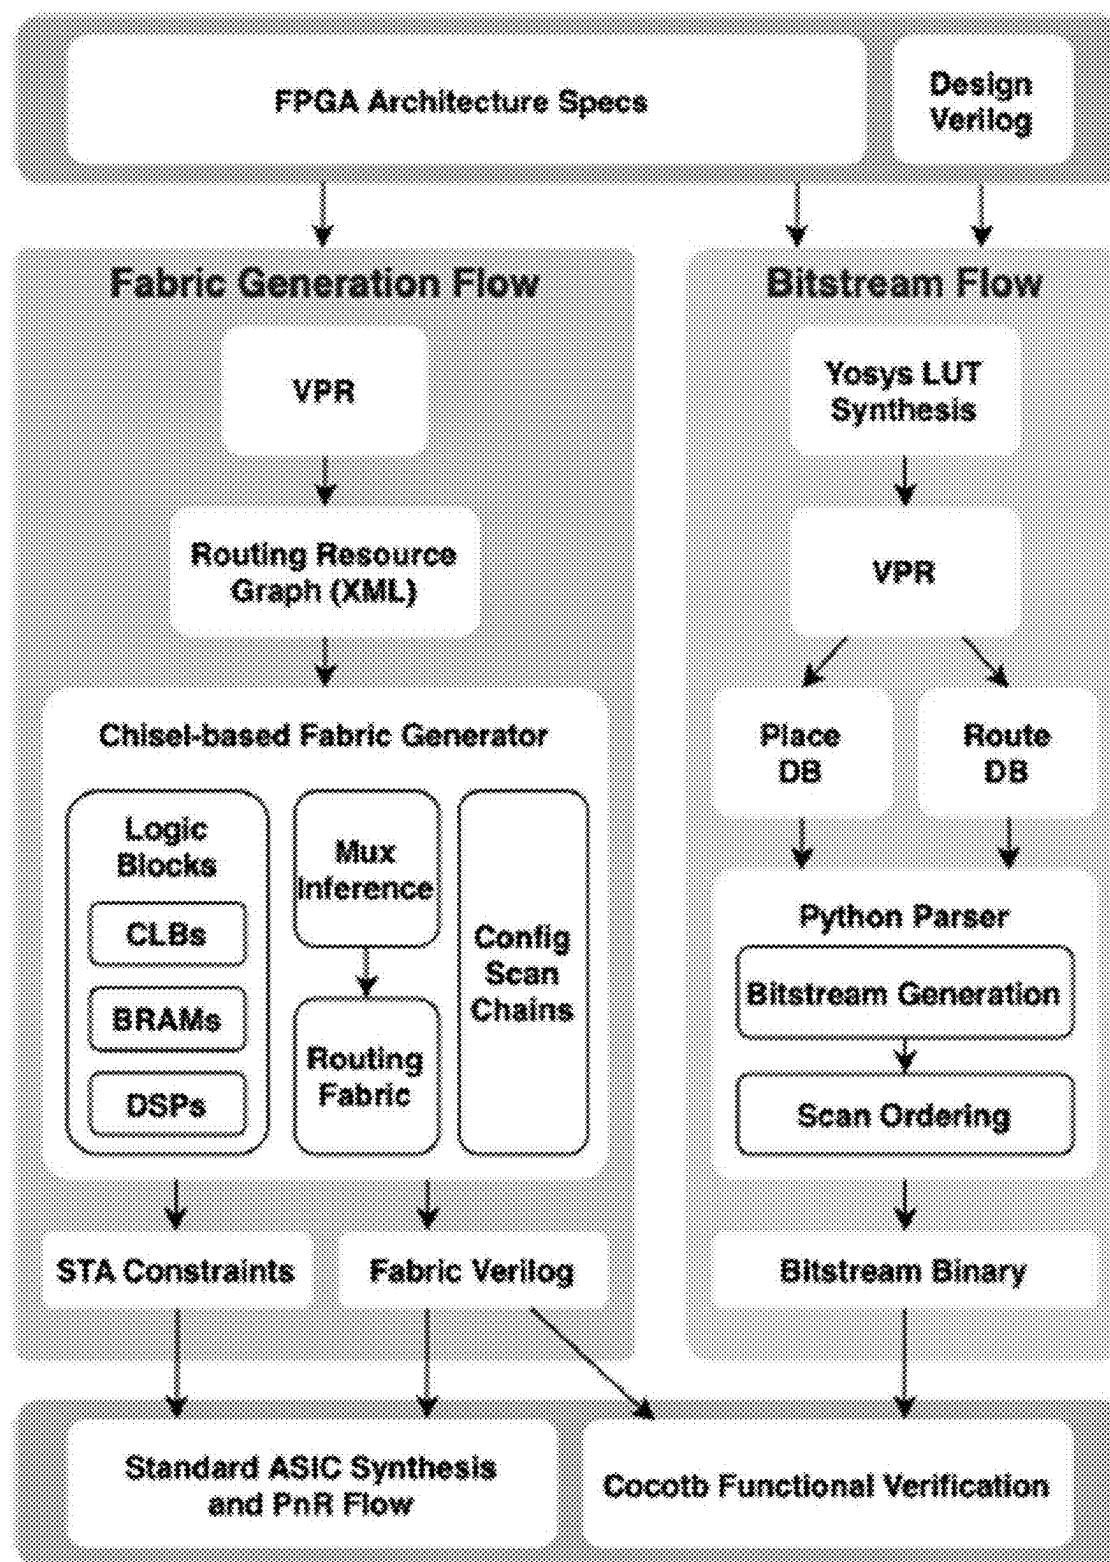 FPGA Architecture Specs
Design
Verilog
Fabric Generation Flow
VPR
Routing Resource
Graph (XML)
Chisel-based Fabric Generator
Logic
Blocks
CLBs
BRAMs
DSPs
Mux
Inference
Routing
Fabric
Config
Scan
Chains
STA Constraints
Fabric Verilog
Bitstream Flow
Yosys LUT
Synthesis
VPR
Place
DB
Route
DB
Python Parser
Bitstream Generation
Scan Ordering
Bitstream Binary
Standard ASIC Synthesis
and PnR Flow
Cocotb Functional Verification